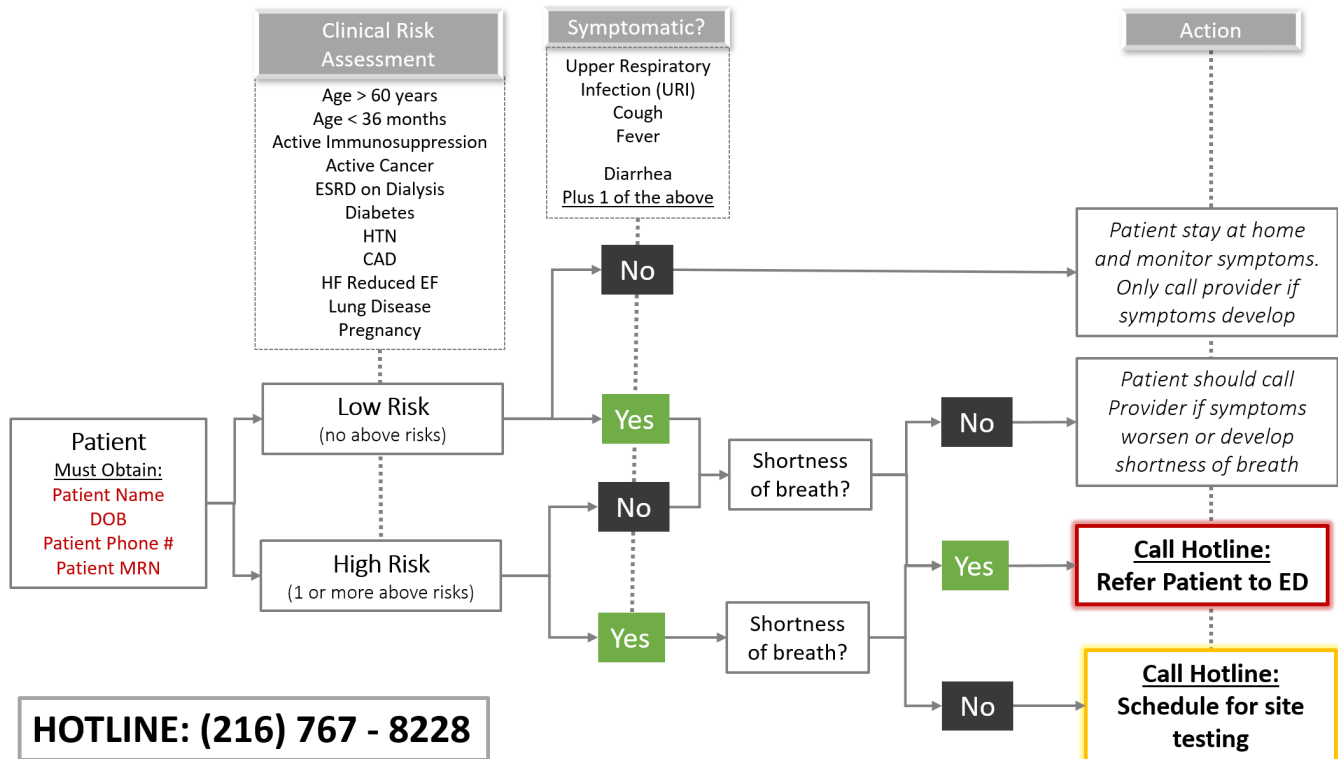 Clinical Risk
Assessment
Age > 60 years
Age < 36 months
Active Immunosuppression
Active Cancer
ESRD on Dialysis
Diabetes
HTN
CAD
HF Reduced EF
Lung Disease
Pregnancy
Symptomatic?
Upper Respiratory
Infection (URI)
Cough
Fever
Diarrhea
Plus 1 of the above
Action
Patient
Must Obtain:
Patient Name
DOB
Patient Phone #
Patient MRN
Low Risk
(no above risks)
High Risk
(1 or more above risks)
No
Yes
No
Yes
Shortness
of breath?
Shortness
of breath?
No
Yes
No
Patient stay at home
and monitor symptoms.
Only call provider if
symptoms develop
Patient should call
Provider if symptoms
worsen or develop
shortness of breath
Call Hotline:
Refer Patient to ED
Call Hotline:
Schedule for site
testing
HOTLINE: (216) 767 - 8228